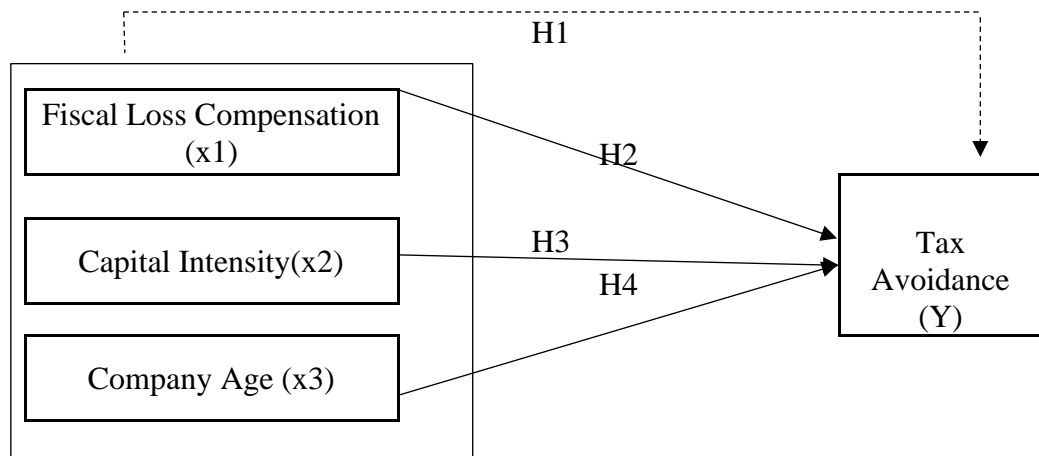 H1
Fiscal Loss Compensation
(x1)
H2
Capital Intensity(x2)
H3
H4
Company Age (x3)
Tax
Avoidance
(Y)